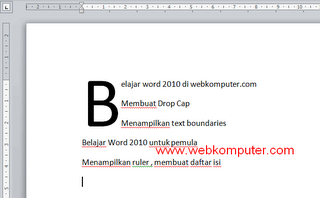 Belajar word 2010 di webkomputer.com
Membuat Drop Cap
Menampilkan text boundaries
Belajar Word 2010 untuk pemula
www.webkomputer.com
Menampilkan ruler , membuat daftar isi